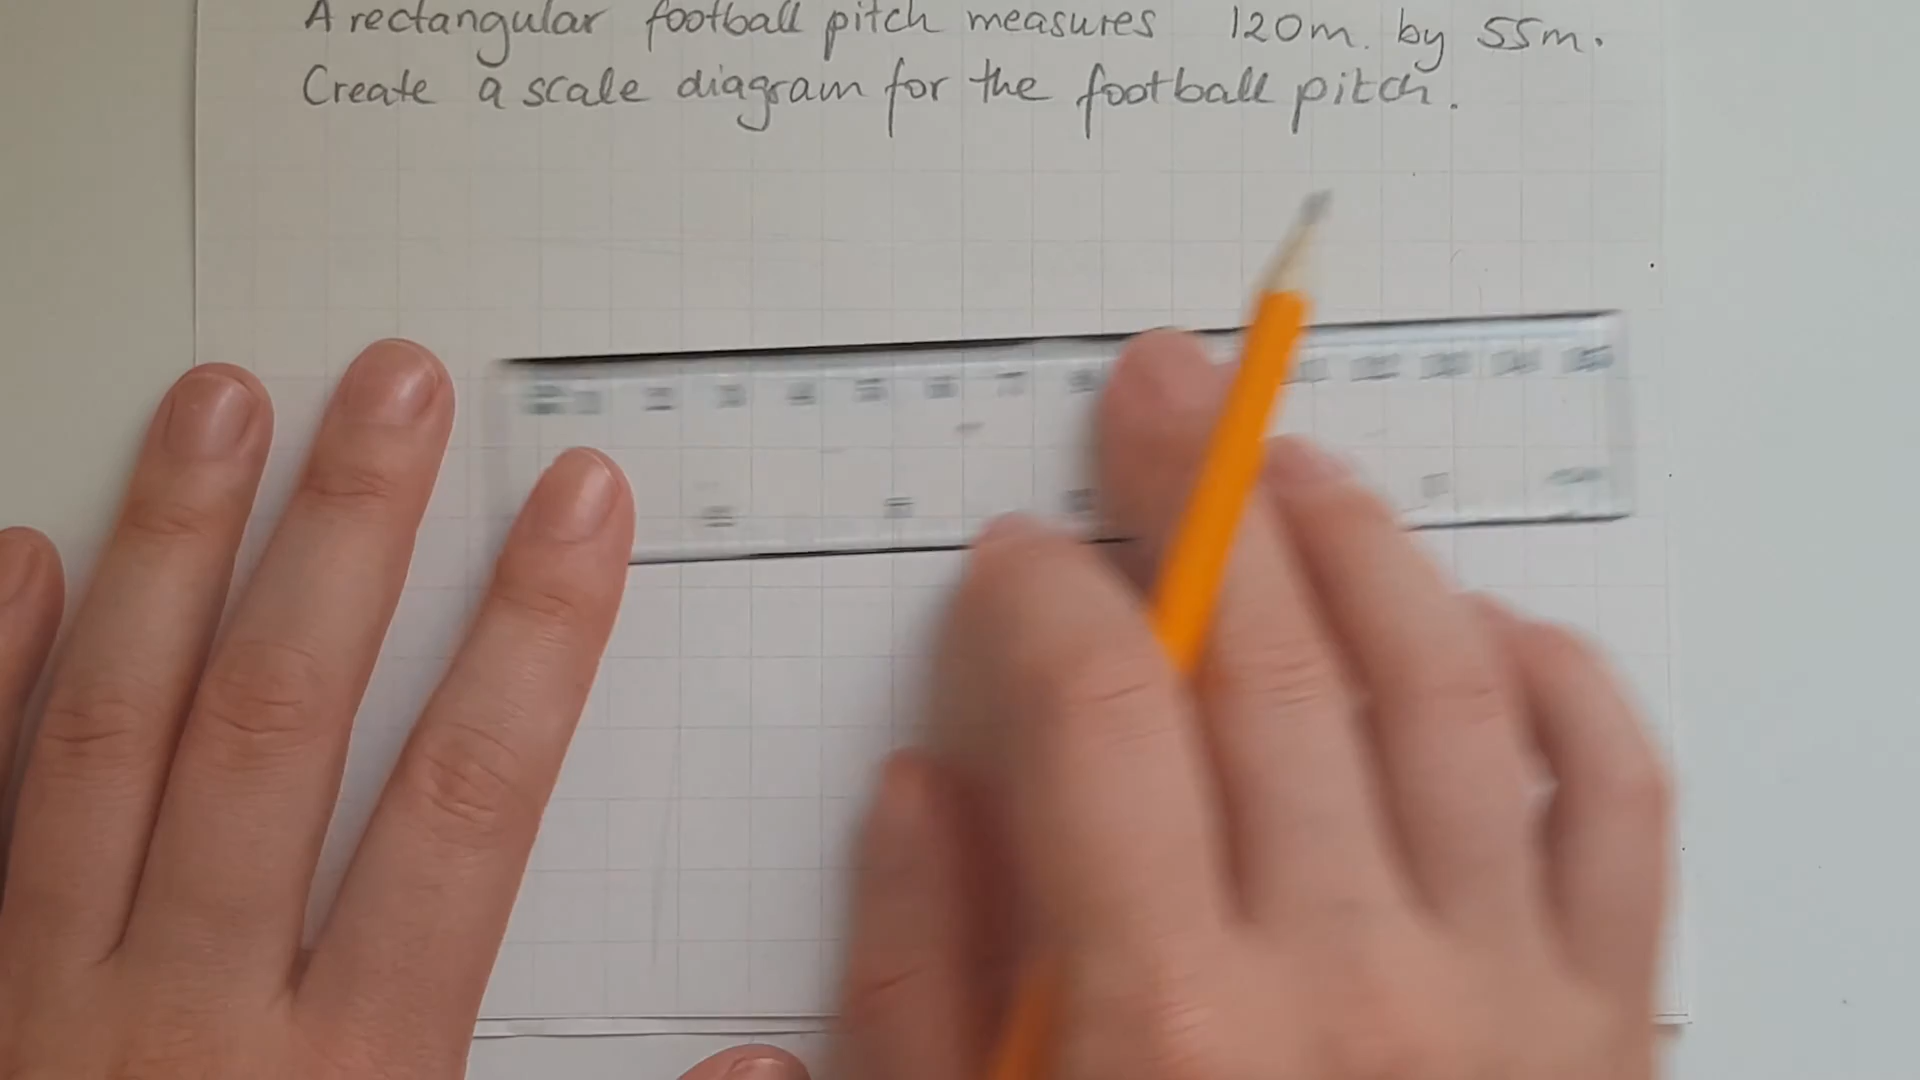 A rectangular football pitch measures 120m. by 55m.
Create a scale diagram for the football pitch.